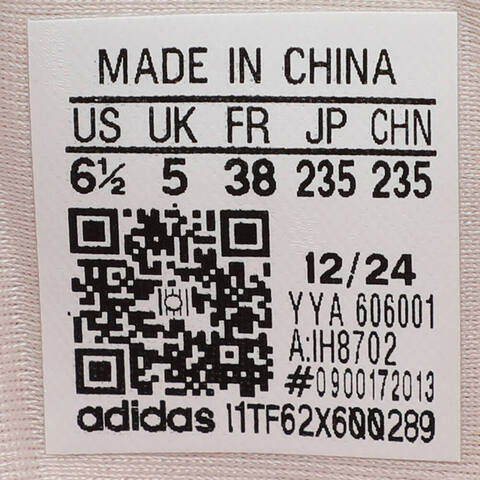 MADE IN CHINA
US UK FR JP CHN
6½ 5 38 235 235
12/24
YYA 606001
A:IH8702
#0900172013
adidas 11TF62X600289